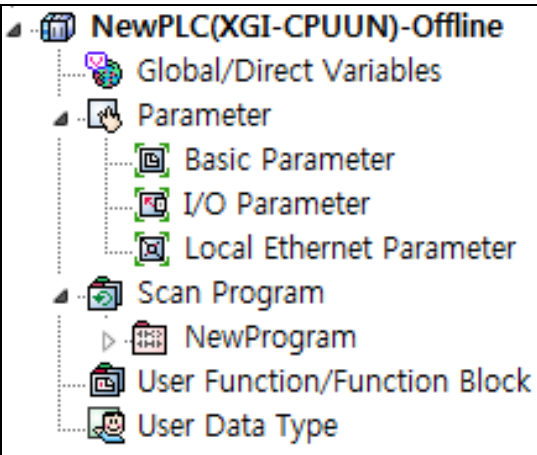 NewPLC(XGI-CPUUN)-Offline
Global/Direct Variables
Parameter
Basic Parameter
I/O Parameter
Local Ethernet Parameter
Scan Program
NewProgram
User Function/Function Block
User Data Type